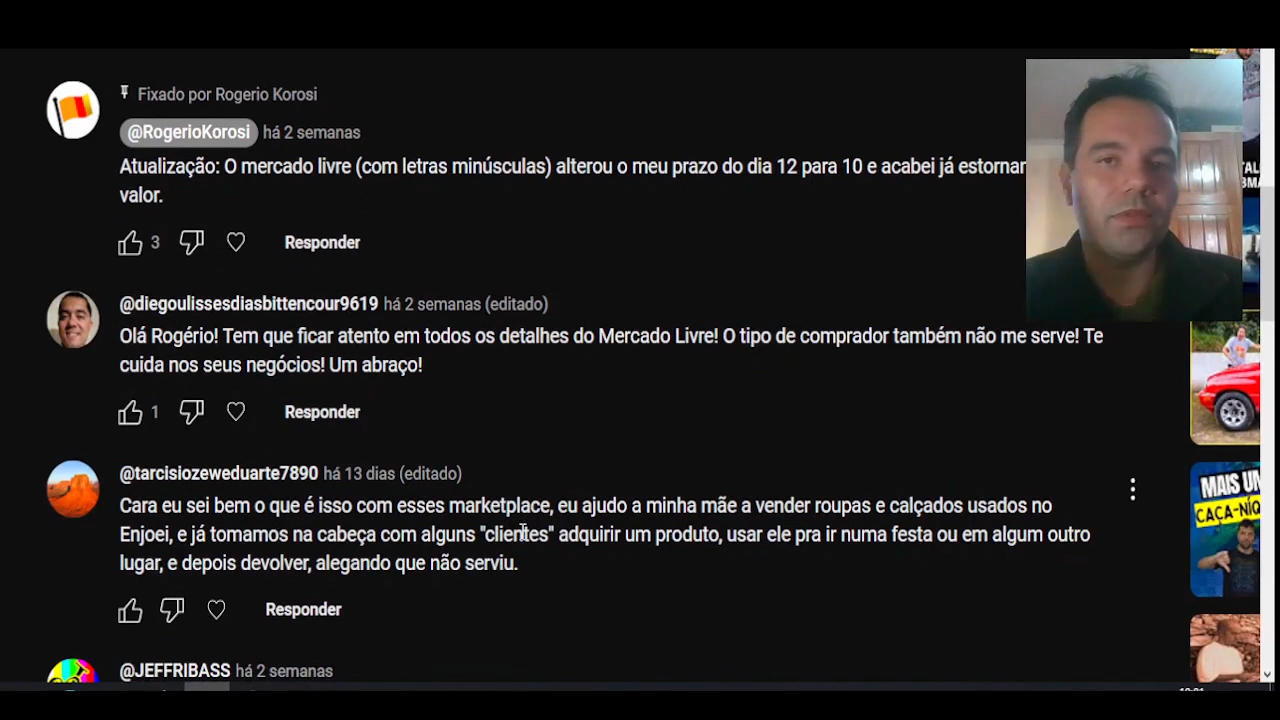 Fixado por Rogerio Korosi
@RogerioKorosi há 2 semanas
Atualização: O mercado livre (com letras minúsculas) alterou o meu prazo do dia 12 para 10 e acabei já
valor.
3 Responder
@diegoulissesdiasbittencour9619 há 2 semanas (editado)
Olá Rogério! Tem que ficar atento em todos os detalhes do Mercado Livre! O tipo de comprador também não me serve! Te
cuida nos seus negócios! Um abraço!
1 Responder
@tarcisiozeweduarte7890 há 13 dias (editado)
Cara eu sei bem o que é isso com esses marketplace, eu ajudo a minha mãe a vender roupas e calçados usados no
Enjoei, e já tomamos na cabeça com alguns "clientes" adquirir um produto, usar ele pra ir numa festa ou em algum outro
lugar, e depois devolver, alegando que não serviu.
Responder
@JEFFRIBASS há 2 semanas
MAIS UM
CAÇA-NÍQ